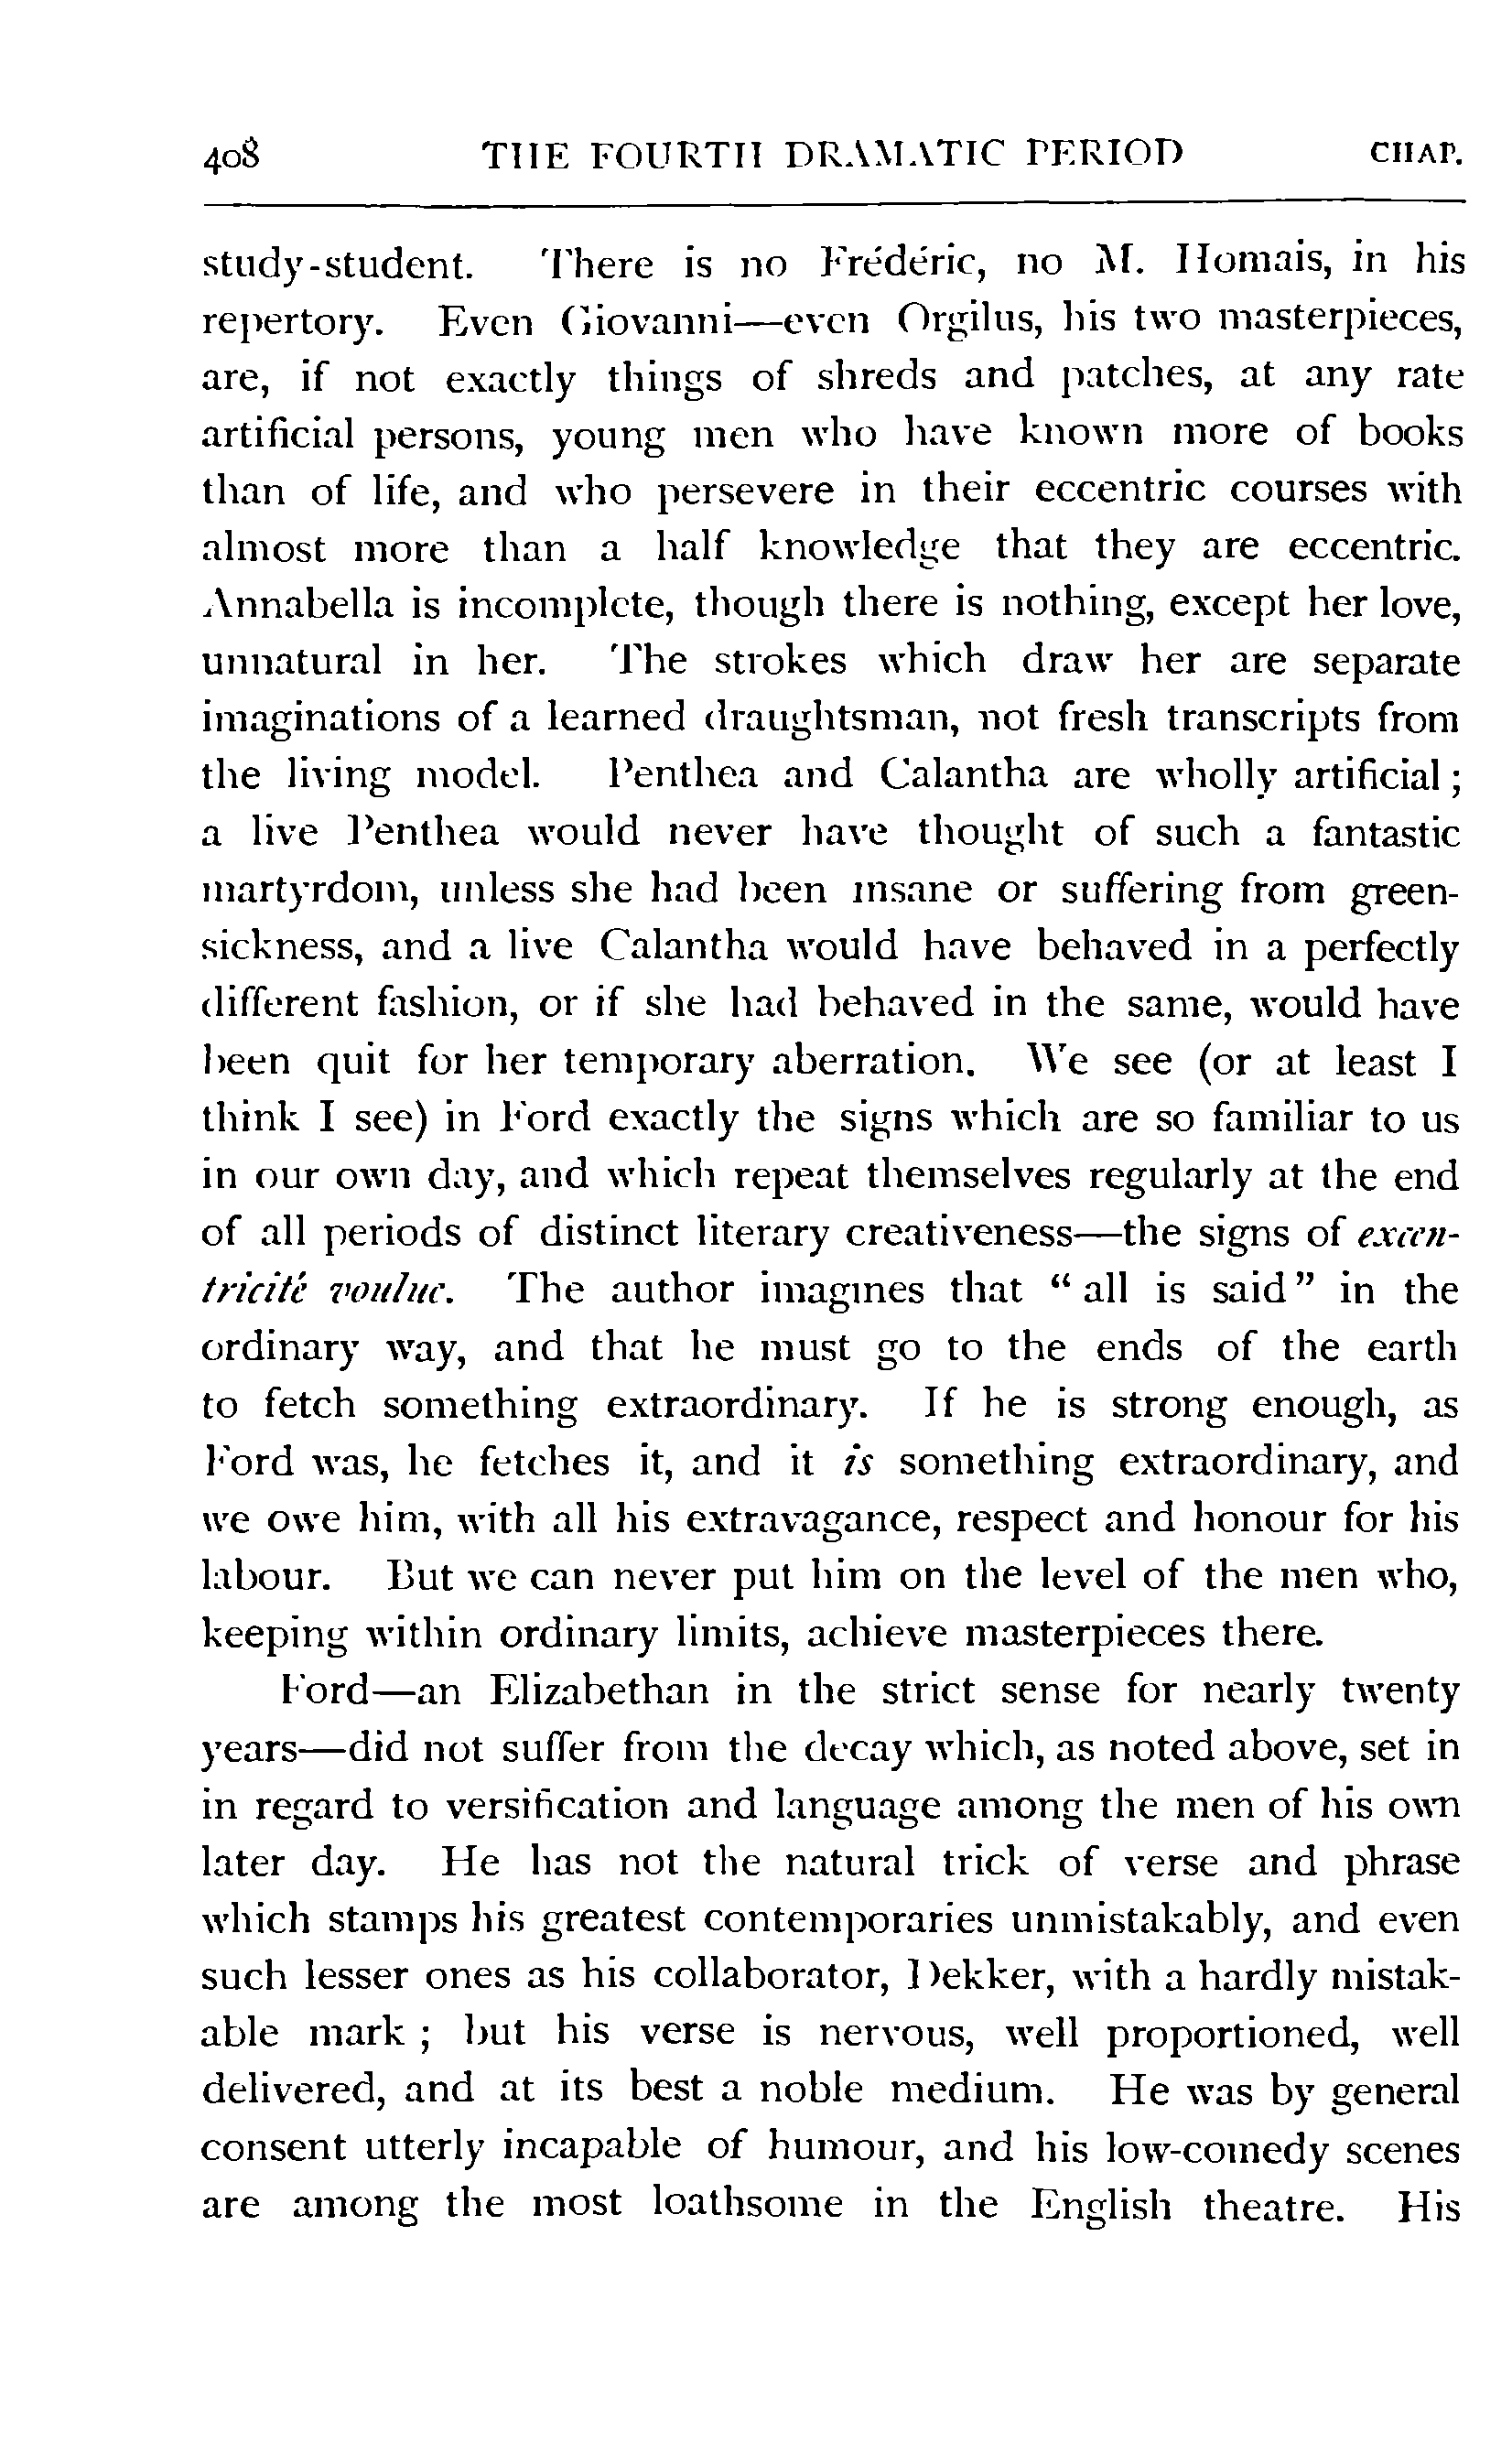 408 THE FOURTH DRAMATIC PERIOD CHAP.
study-student. There is no Frédéric, no M. Homais, in his
repertory. Even Giovanni—even Orgilus, his two masterpieces,
are, if not exactly things of shreds and patches, at any rate
artificial persons, young men who have known more of books
than of life, and who persevere in their eccentric courses with
almost more than a half knowledge that they are eccentric.
Annabella is incomplete, though there is nothing, except her love,
unnatural in her. The strokes which draw her are separate
imaginations of a learned draughtsman, not fresh transcripts from
the living model. Penthea and Calantha are wholly artificial;
a live Penthea would never have thought of such a fantastic
martyrdom, unless she had been insane or suffering from green-
sickness, and a live Calantha would have behaved in a perfectly
different fashion, or if she had behaved in the same, would have
been quit for her temporary aberration. We see (or at least I
think I see) in Ford exactly the signs which are so familiar to us
in our own day, and which repeat themselves regularly at the end
of all periods of distinct literary creativeness—the signs of excen-
tricité voulue. The author imagines that “all is said” in the
ordinary way, and that he must go to the ends of the earth
to fetch something extraordinary. If he is strong enough, as
Ford was, he fetches it, and it is something extraordinary, and
we owe him, with all his extravagance, respect and honour for his
labour. But we can never put him on the level of the men who,
keeping within ordinary limits, achieve masterpieces there.
Ford—an Elizabethan in the strict sense for nearly twenty
years—did not suffer from the decay which, as noted above, set in
in regard to versification and language among the men of his own
later day. He has not the natural trick of verse and phrase
which stamps his greatest contemporaries unmistakably, and even
such lesser ones as his collaborator, Dekker, with a hardly mistak-
able mark; but his verse is nervous, well proportioned, well
delivered, and at its best a noble medium. He was by general
consent utterly incapable of humour, and his low-comedy scenes
are among the most loathsome in the English theatre. His